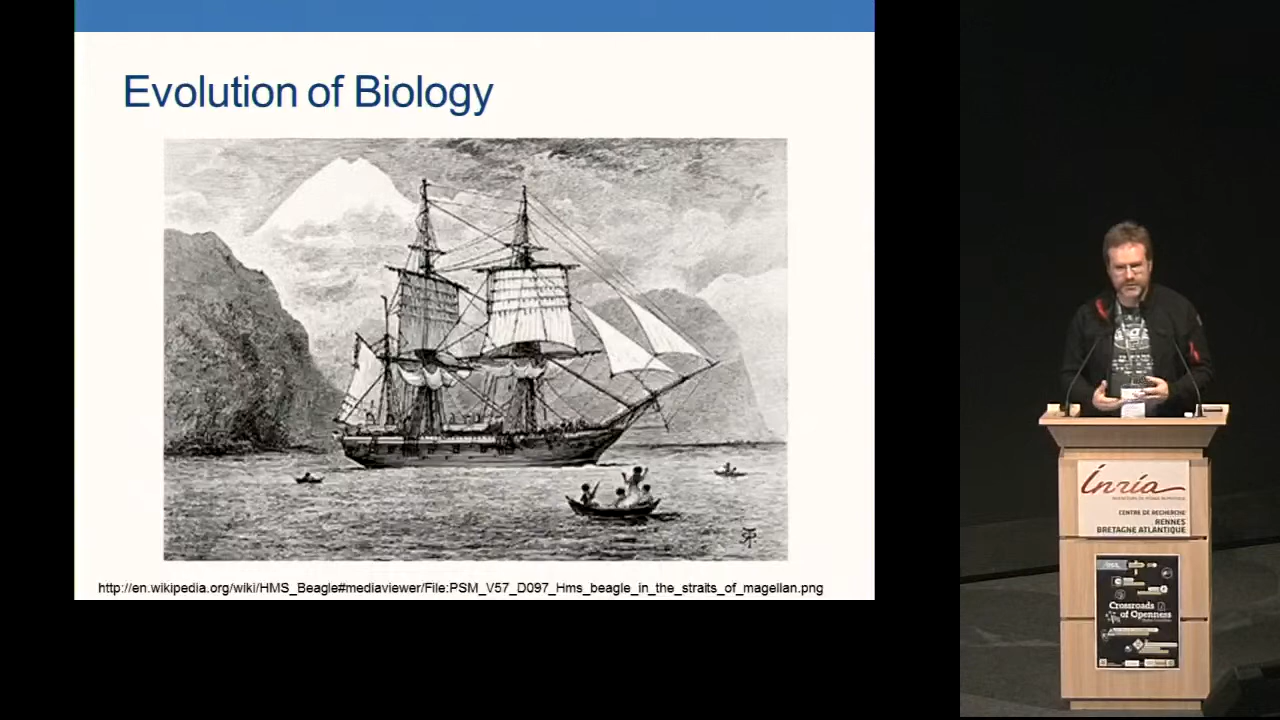 Evolution of Biology
http://en.wikipedia.org/wiki/HMS_Beagle#mediaviewer/File:PSM_V57_D097_Hms_beagle_in_the_straits_of_magellan.png
Inria
CENTRE DE RECHERCHE
RENNES
BRETAGNE ATLANTIQUE
Crossroads
of Openness